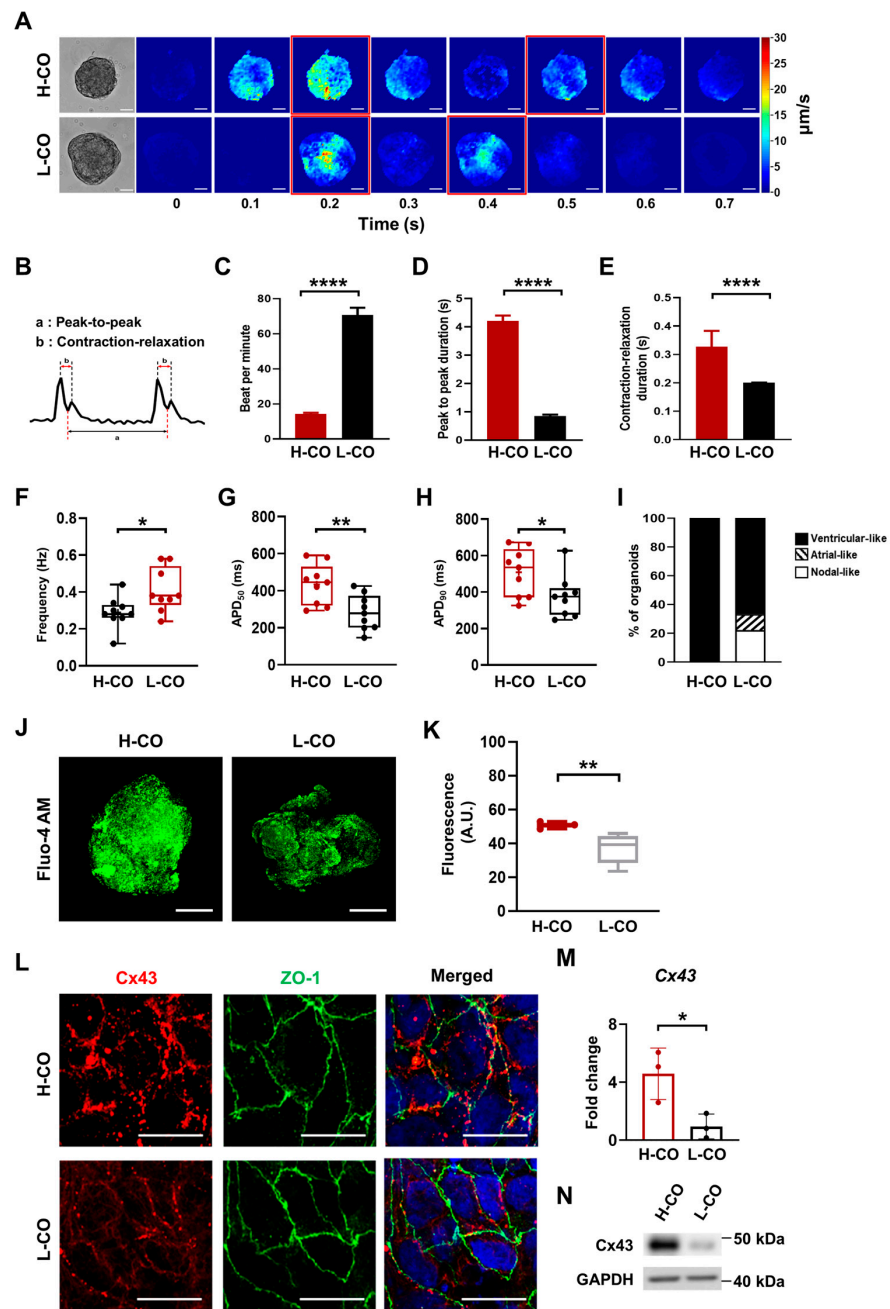 A
H-CO
L-CO
30
25
20
15
10
5
0
µm/s
0 0.1 0.2 0.3 0.4 0.5 0.6 0.7
Time (s)
B
a : Peak-to-peak
b : Contraction-relaxation
b b
a
C
****
Beat per minute
80
60
40
20
0
H-CO L-CO
D
****
Peak to peak duration (s)
5
4
3
2
1
0
H-CO L-CO
E
****
Contraction-relaxation
duration (s)
0.5
0.4
0.3
0.2
0.1
0.0
H-CO L-CO
F
*
Frequency (Hz)
0.8
0.6
0.4
0.2
0.0
H-CO L-CO
G
**
APD50 (ms)
800
600
400
200
0
H-CO L-CO
H
*
APD90 (ms)
800
600
400
200
0
H-CO L-CO
I
% of organoids
100
80
60
40
20
0
H-CO L-CO
Ventricular-like
Atrial-like
Nodal-like
J
H-CO L-CO
Fluo-4 AM
K
**
Fluorescence
(A.U.)
100
80
60
40
20
0
H-CO L-CO
L
Cx43 ZO-1 Merged
H-CO
L-CO
M
Cx43
*
Fold change
8
4
0
H-CO L-CO
N
H-CO L-CO
Cx43 50 kDa
GAPDH 40 kDa